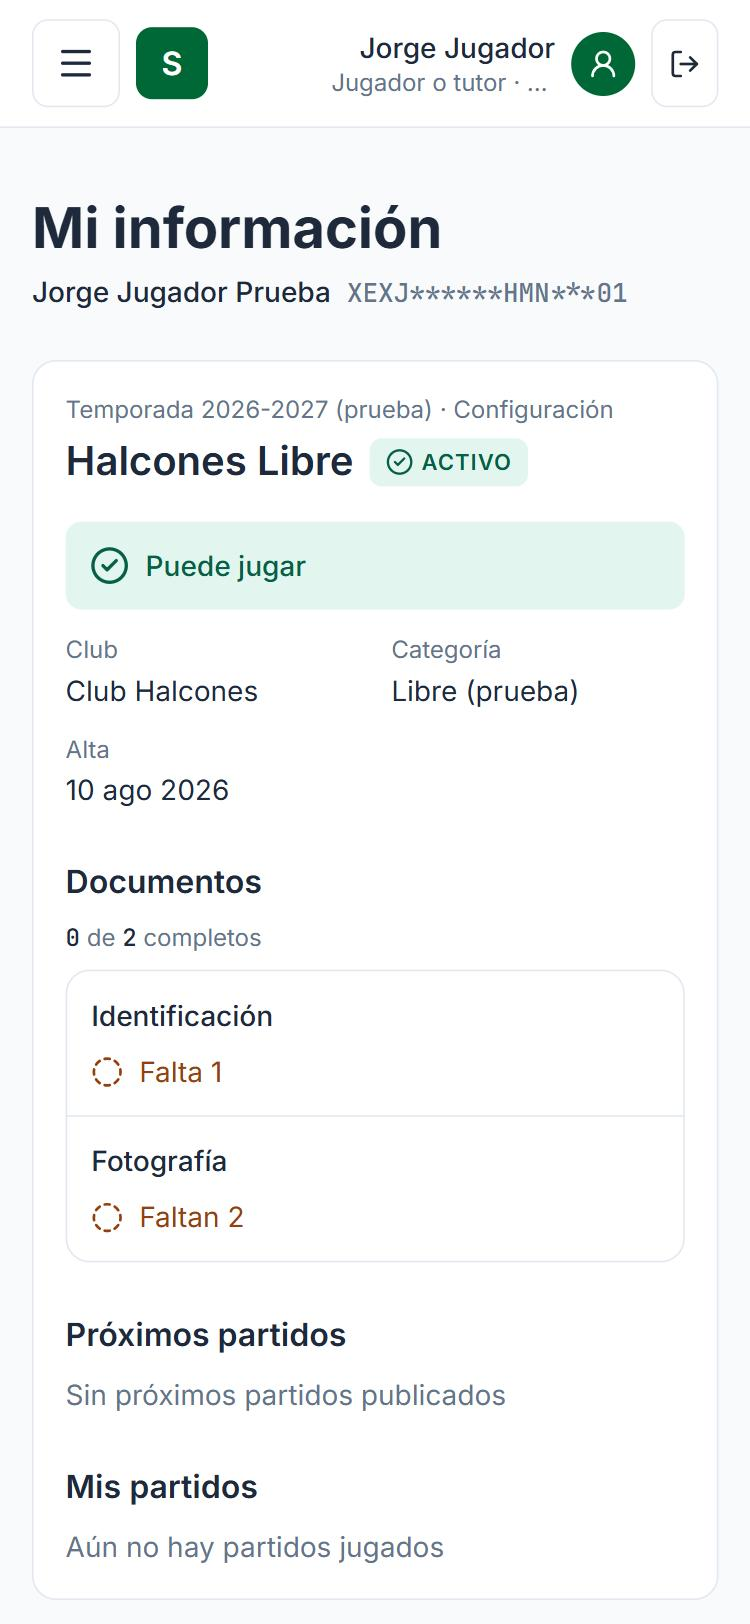 S
Jorge Jugador
Jugador o tutor · ...
Mi información
Jorge Jugador Prueba XEXJ******HMN***01
Temporada 2026-2027 (prueba) · Configuración
Halcones Libre ACTIVO
Puede jugar
Club Categoría
Club Halcones Libre (prueba)
Alta
10 ago 2026
Documentos
0 de 2 completos
Identificación
Falta 1
Fotografía
Faltan 2
Próximos partidos
Sin próximos partidos publicados
Mis partidos
Aún no hay partidos jugados